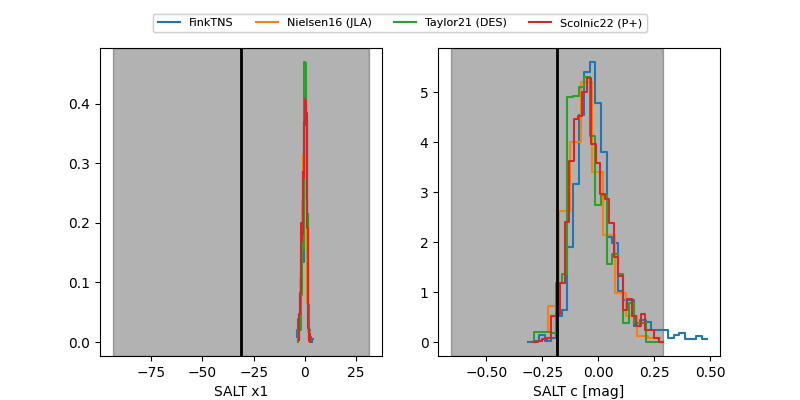 FinkTNS Nielsen16 (JLA) Taylor21 (DES) Scolnic22 (P+)
0.4
0.3
0.2
0.1
0.0
−75 −50 −25 0 25
SALT x1
5
4
3
2
1
0
−0.50 −0.25 0.00 0.25 0.50
SALT c [mag]